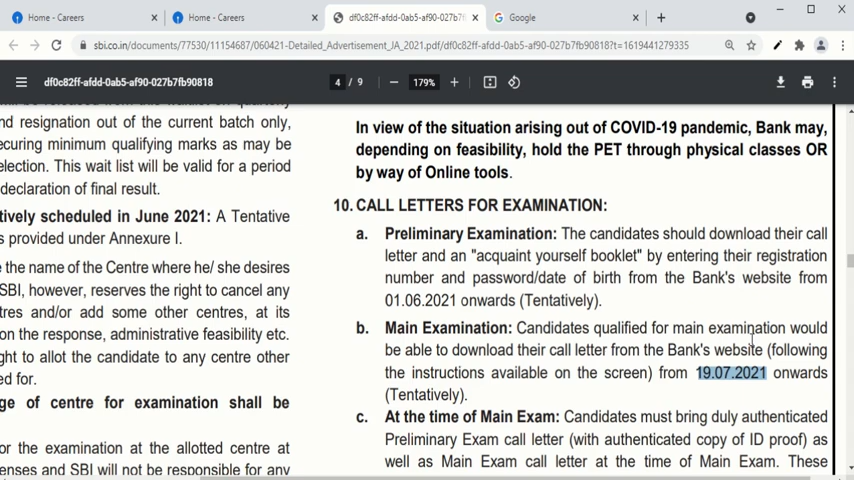 Home - Careers
Home - Careers
df0c82ff-afdd-0ab5-af90-027b7f
Google
sbi.co.in/documents/77530/11154687/060421-Detailed_Advertisement_JA_2021.pdf/df0c82ff-afdd-0ab5-af90-027b7fb90818?t=1619441279335
df0c82ff-afdd-0ab5-af90-027b7fb90818
4 / 9
179%
nd resignation out of the current batch only,
ecuring minimum qualifying marks as may be
election. This wait list will be valid for a period
declaration of final result.
tively scheduled in June 2021: A Tentative
s provided under Annexure I.
e the name of the Centre where he/ she desires
SBI, however, reserves the right to cancel any
tres and/or add some other centres, at its
on the response, administrative feasibility etc.
ght to allot the candidate to any centre other
ed for.
ge of centre for examination shall be
or the examination at the allotted centre at
enses and SBI will not be responsible for any
In view of the situation arising out of COVID-19 pandemic, Bank may,
depending on feasibility, hold the PET through physical classes OR
by way of Online tools.
10. CALL LETTERS FOR EXAMINATION:
a. Preliminary Examination: The candidates should download their call
letter and an "acquaint yourself booklet" by entering their registration
number and password/date of birth from the Bank's website from
01.06.2021 onwards (Tentatively).
b. Main Examination: Candidates qualified for main examination would
be able to download their call letter from the Bank's website (following
the instructions available on the screen) from 19.07.2021 onwards
(Tentatively).
c. At the time of Main Exam: Candidates must bring duly authenticated
Preliminary Exam call letter (with authenticated copy of ID proof) as
well as Main Exam call letter at the time of Main Exam. These